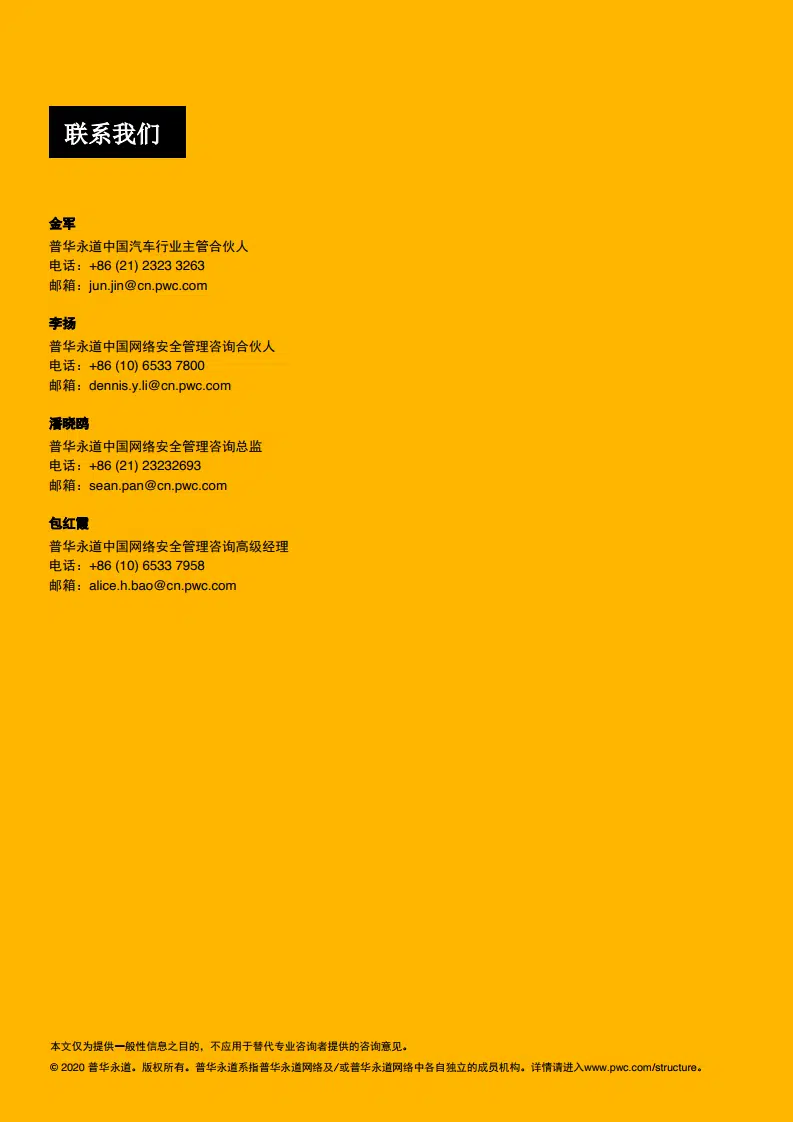 联系我们
金军
普华永道中国汽车行业主管合伙人
电话：+86 (21) 2323 3263
邮箱：jun.jin@cn.pwc.com
李扬
普华永道中国网络安全管理咨询合伙人
电话：+86 (10) 6533 7800
邮箱：dennis.y.li@cn.pwc.com
潘晓鸥
普华永道中国网络安全管理咨询总监
电话：+86 (21) 23232693
邮箱：sean.pan@cn.pwc.com
包红霞
普华永道中国网络安全管理咨询高级经理
电话：+86 (10) 6533 7958
邮箱：alice.h.bao@cn.pwc.com
本文仅为提供一般性信息之目的，不应用于替代专业咨询者提供的咨询意见。
© 2020 普华永道。版权所有。普华永道系指普华永道网络及/或普华永道网络中各自独立的成员机构。详情请进入www.pwc.com/structure。